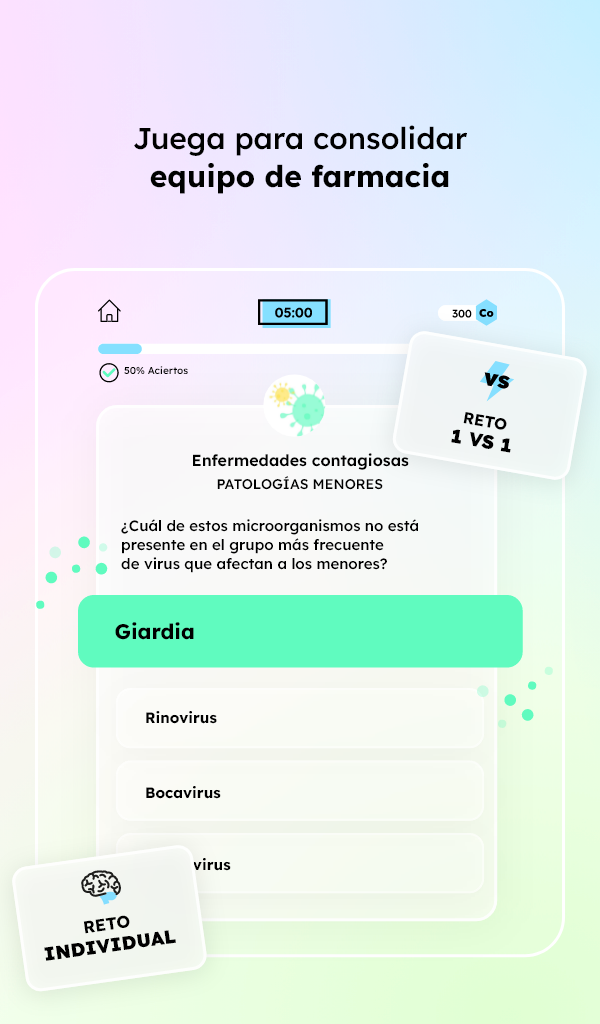 Juega para consolidar
equipo de farmacia
05:00
300 Co
50% Aciertos
VS
RETO
1 VS 1
Enfermedades contagiosas
PATOLOGÍAS MENORES
¿Cuál de estos microorganismos no está
presente en el grupo más frecuente
de virus que afectan a los menores?
Giardia
Rinovirus
Bocavirus
virus
RETO
INDIVIDUAL